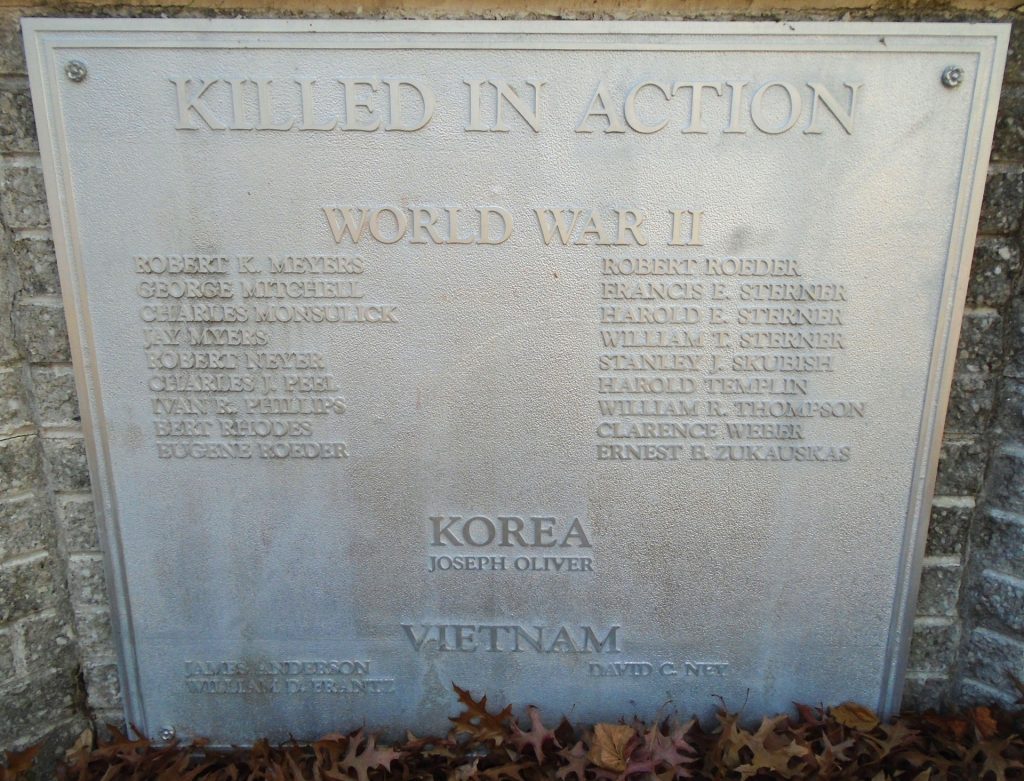 KILLED IN ACTION
WORLD WAR II
ROBERT K. MEYERS
GEORGE MITCHELL
CHARLES MONSULICK
JAY MYERS
ROBERT NEYER
CHARLES J. PEEL
IVAN R. PHILLIPS
BERT RHODES
EUGENE ROEDER
ROBERT ROEDER
FRANCIS E. STERNER
HAROLD E. STERNER
WILLIAM T. STERNER
STANLEY J. SKUBISH
HAROLD TEMPLIN
WILLIAM R. THOMPSON
CLARENCE WEBER
ERNEST B. ZUKAUSKAS
KOREA
JOSEPH OLIVER
VIETNAM
JAMES ANDERSON
WILLIAM D. FRANTZ
DAVID C. NEY